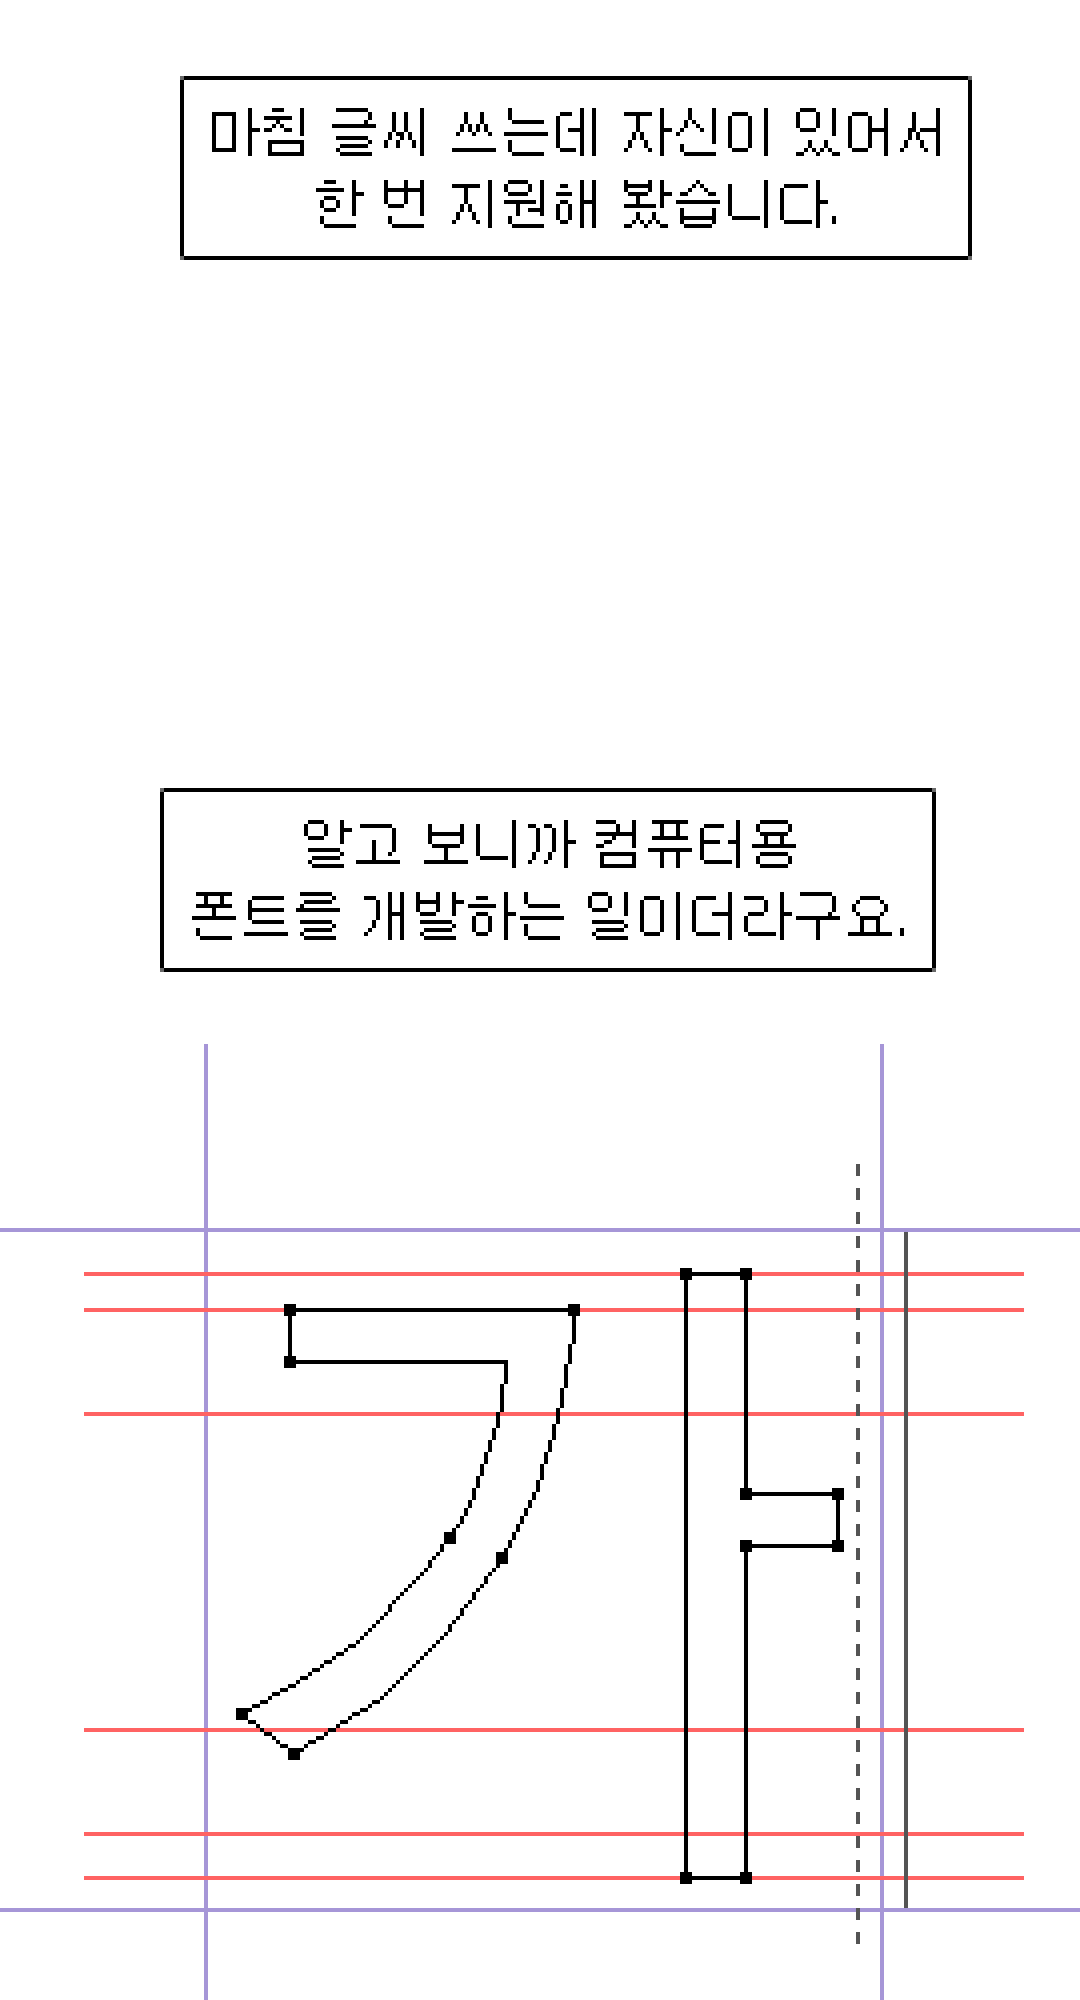 마침 글씨 쓰는데 자신이 있어서
한 번 지원해 봤습니다.
알고 보니까 컴퓨터용
폰트를 개발하는 일이더라구요.
가